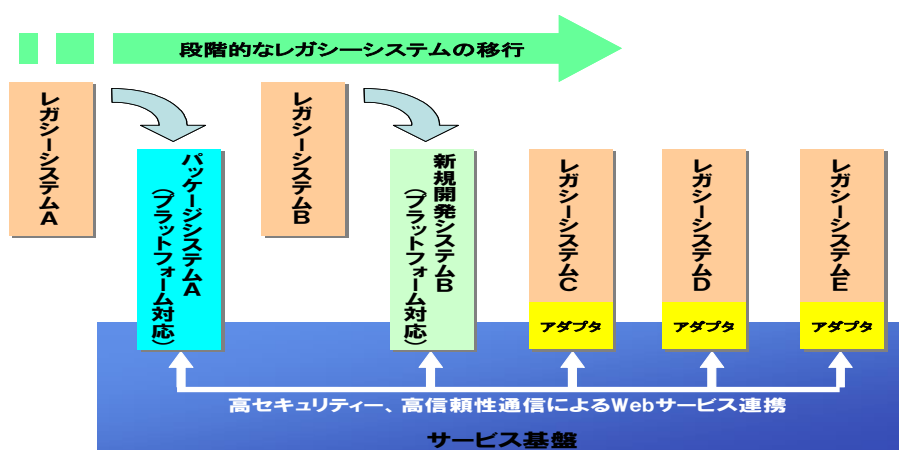 段階的なレガシーシステムの移行
レガシーシステムA
パッケージシステムA
（プラットフォーム対応）
レガシーシステムB
新規開発システムB
（プラットフォーム対応）
レガシーシステムC
アダプタ
レガシーシステムD
アダプタ
レガシーシステムE
アダプタ
高セキュリティー、高信頼性通信によるWebサービス連携
サービス基盤